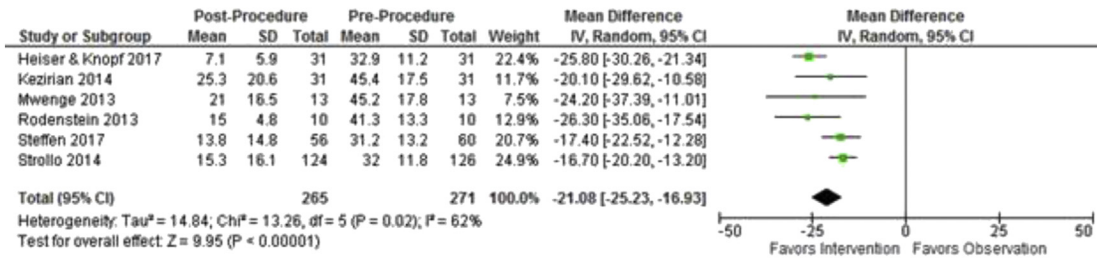 Post-Procedure Pre-Procedure Mean Difference Mean Difference
Study or Subgroup Mean SD Total Mean SD Total Weight IV, Random, 95% CI IV, Random, 95% CI
Heiser & Knopf 2017 7.1 5.9 31 32.9 11.2 31 22.4% -25.80 [-30.26, -21.34]
Kezirian 2014 25.3 20.6 31 45.4 17.5 31 11.7% -20.10 [-29.62, -10.58]
Mwenge 2013 21 16.5 13 45.2 17.8 13 7.5% -24.20 [-37.39, -11.01]
Rodenstein 2013 15 4.8 10 41.3 13.3 10 12.9% -26.30 [-35.06, -17.54]
Steffen 2017 13.8 14.8 56 31.2 13.2 60 20.7% -17.40 [-22.52, -12.28]
Strollo 2014 15.3 16.1 124 32 11.8 126 24.9% -16.70 [-20.20, -13.20]
Total (95% CI) 265 271 100.0% -21.08 [-25.23, -16.93]
Heterogeneity: Tau² = 14.84; Chi² = 13.26, df = 5 (P = 0.02); I² = 62%
Test for overall effect: Z = 9.95 (P < 0.00001)
-50 -25 0 25 50
Favors Intervention Favors Observation